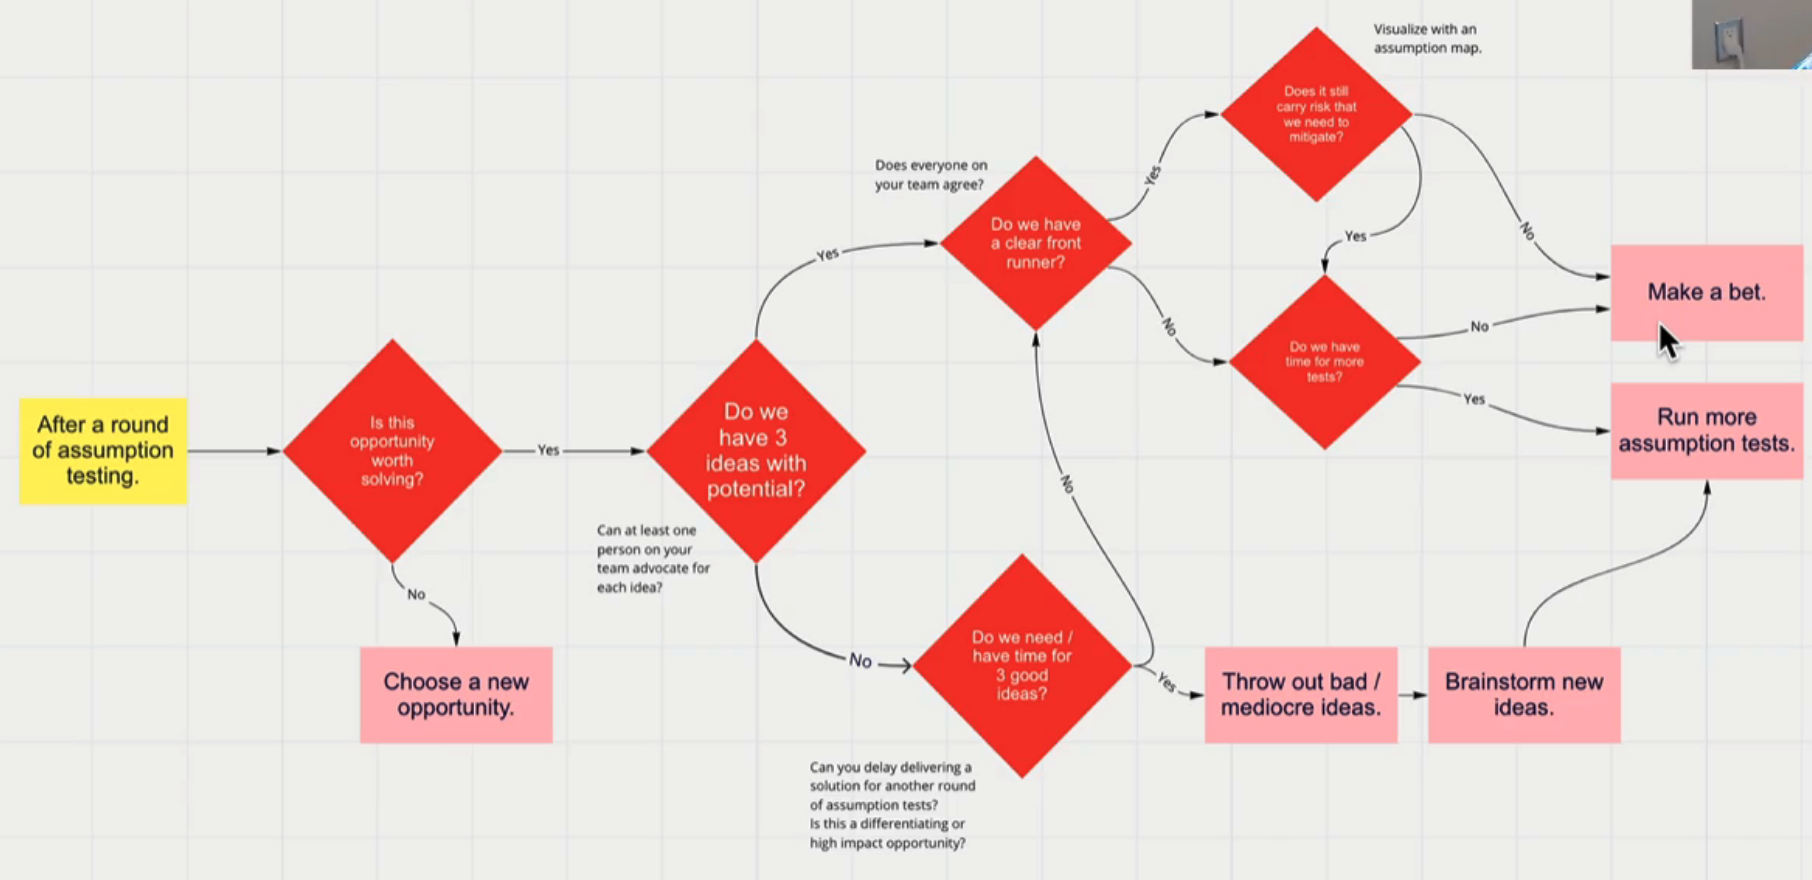 Visualize with an
assumption map.
Does it still
carry risk that
we need to
mitigate?
Yes
No
Does everyone on
your team agree?
Do we have
a clear front
runner?
Yes
Yes
No
Make a bet.
No
Do we have
time for more
tests?
Yes
Run more
assumption tests.
After a round
of assumption
testing.
Is this
opportunity
worth
solving?
Yes
Do we
have 3
ideas with
potential?
Can at least one
person on your
team advocate for
each idea?
No
No
Choose a new
opportunity.
No
Do we need /
have time for
3 good
ideas?
Yes
Throw out bad /
mediocre ideas.
Brainstorm new
ideas.
Can you delay delivering a
solution for another round
of assumption tests?
Is this a differentiating or
high impact opportunity?